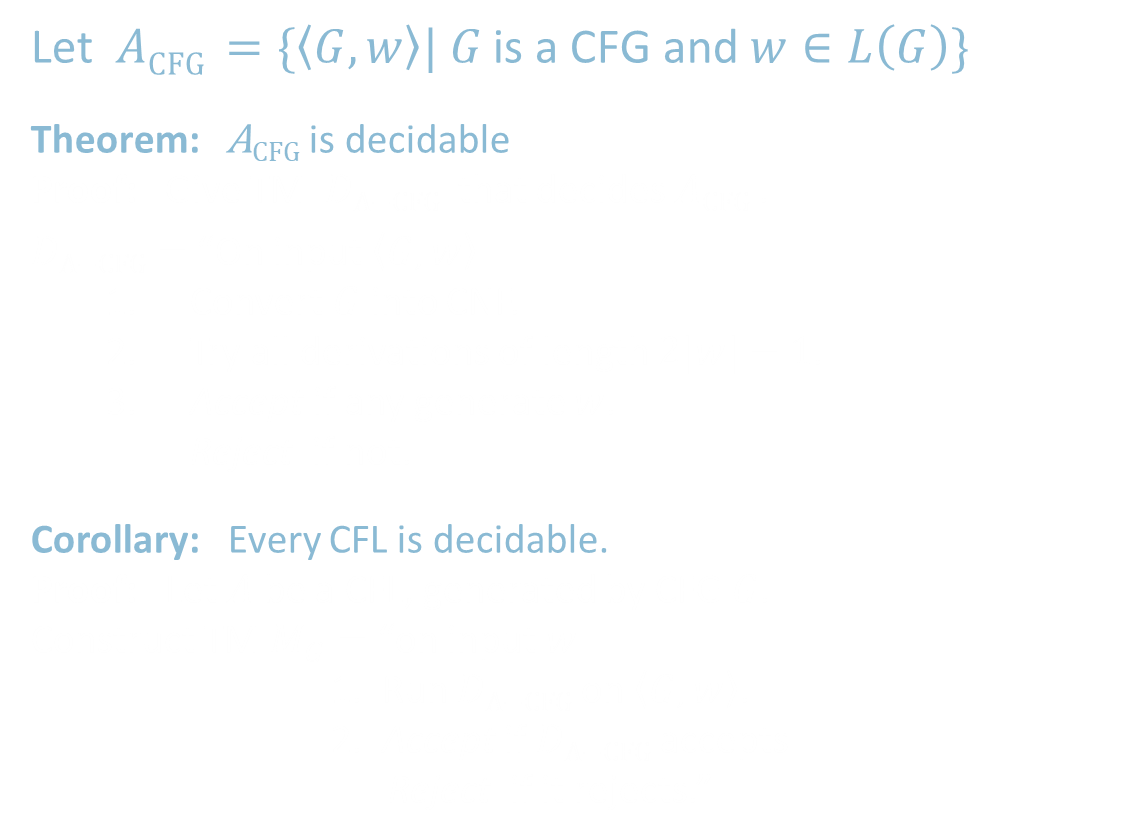 Let A_CFG = {⟨G, w⟩| G is a CFG and w ∈ L(G)}
Theorem: A_CFG is decidable
Corollary: Every CFL is decidable.